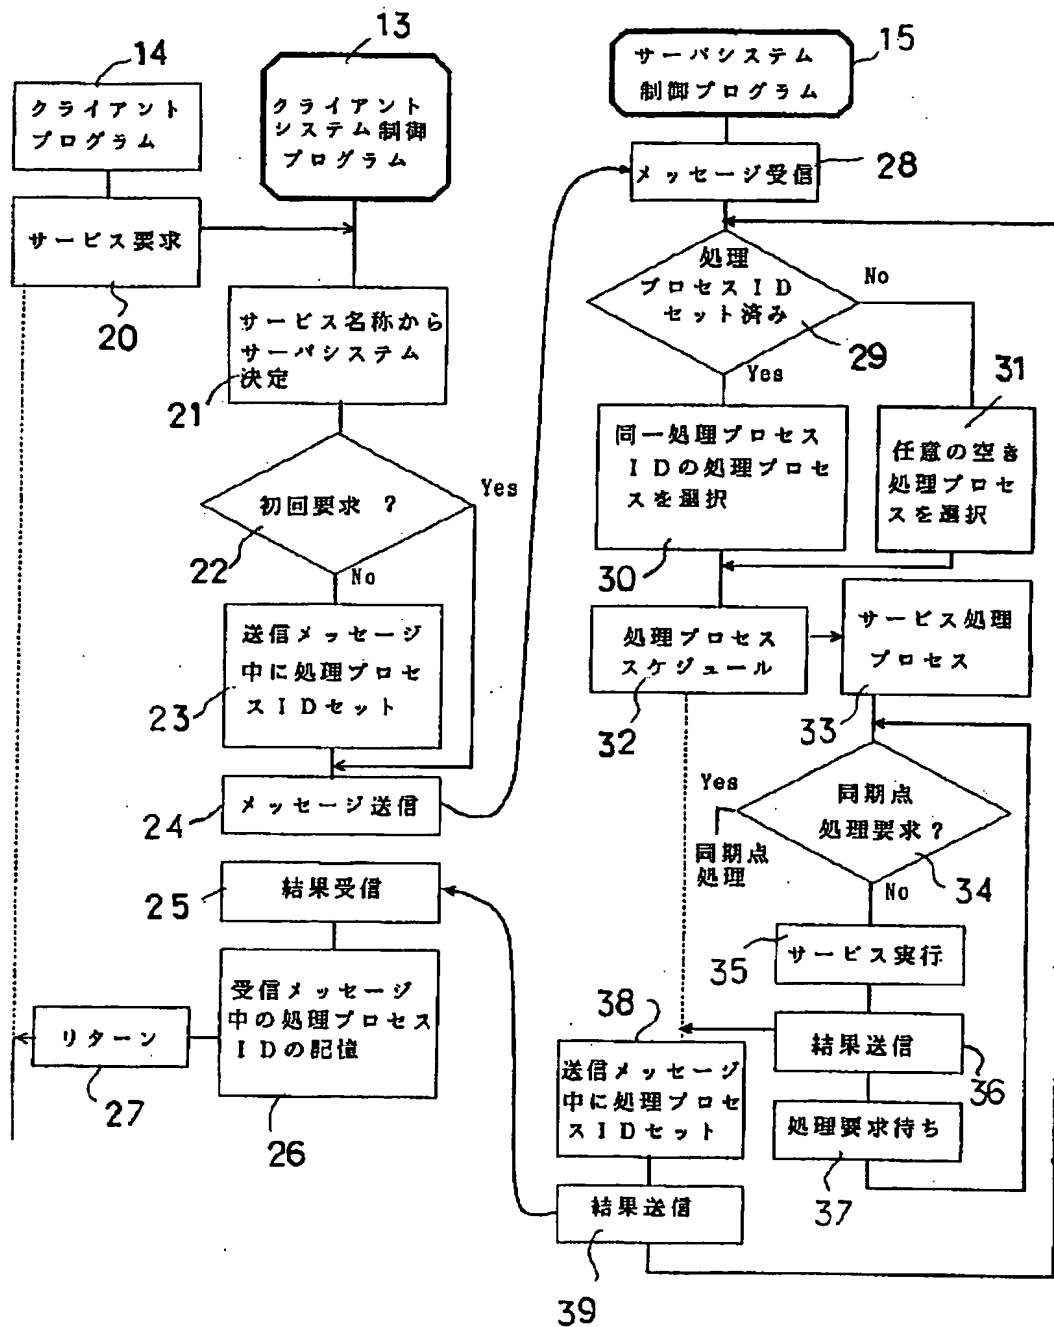 13
14
クライアント
プログラム
クライアント
システム制御
プログラム
サービス要求
20
サービス名称から
サーバシステム
決定
21
初回要求？
22
Yes
No
送信メッセージ
中に処理プロセ
スIDセット
23
メッセージ送信
24
結果受信
25
受信メッセージ
中の処理プロセス
IDの記憶
26
リターン
27
サーバシステム
制御プログラム
15
メッセージ受信
28
処理
プロセスID
セット済み
29
No
Yes
同一処理プロセス
IDの処理プロセ
スを選択
30
31
任意の空き
処理プロセ
スを選択
処理プロセス
スケジュール
32
サービス処理
プロセス
33
同期点
処理要求？
34
Yes
同期点
処理
No
サービス実行
35
結果送信
36
処理要求待ち
37
38
送信メッセージ
中に処理プロセ
スIDセット
結果送信
39